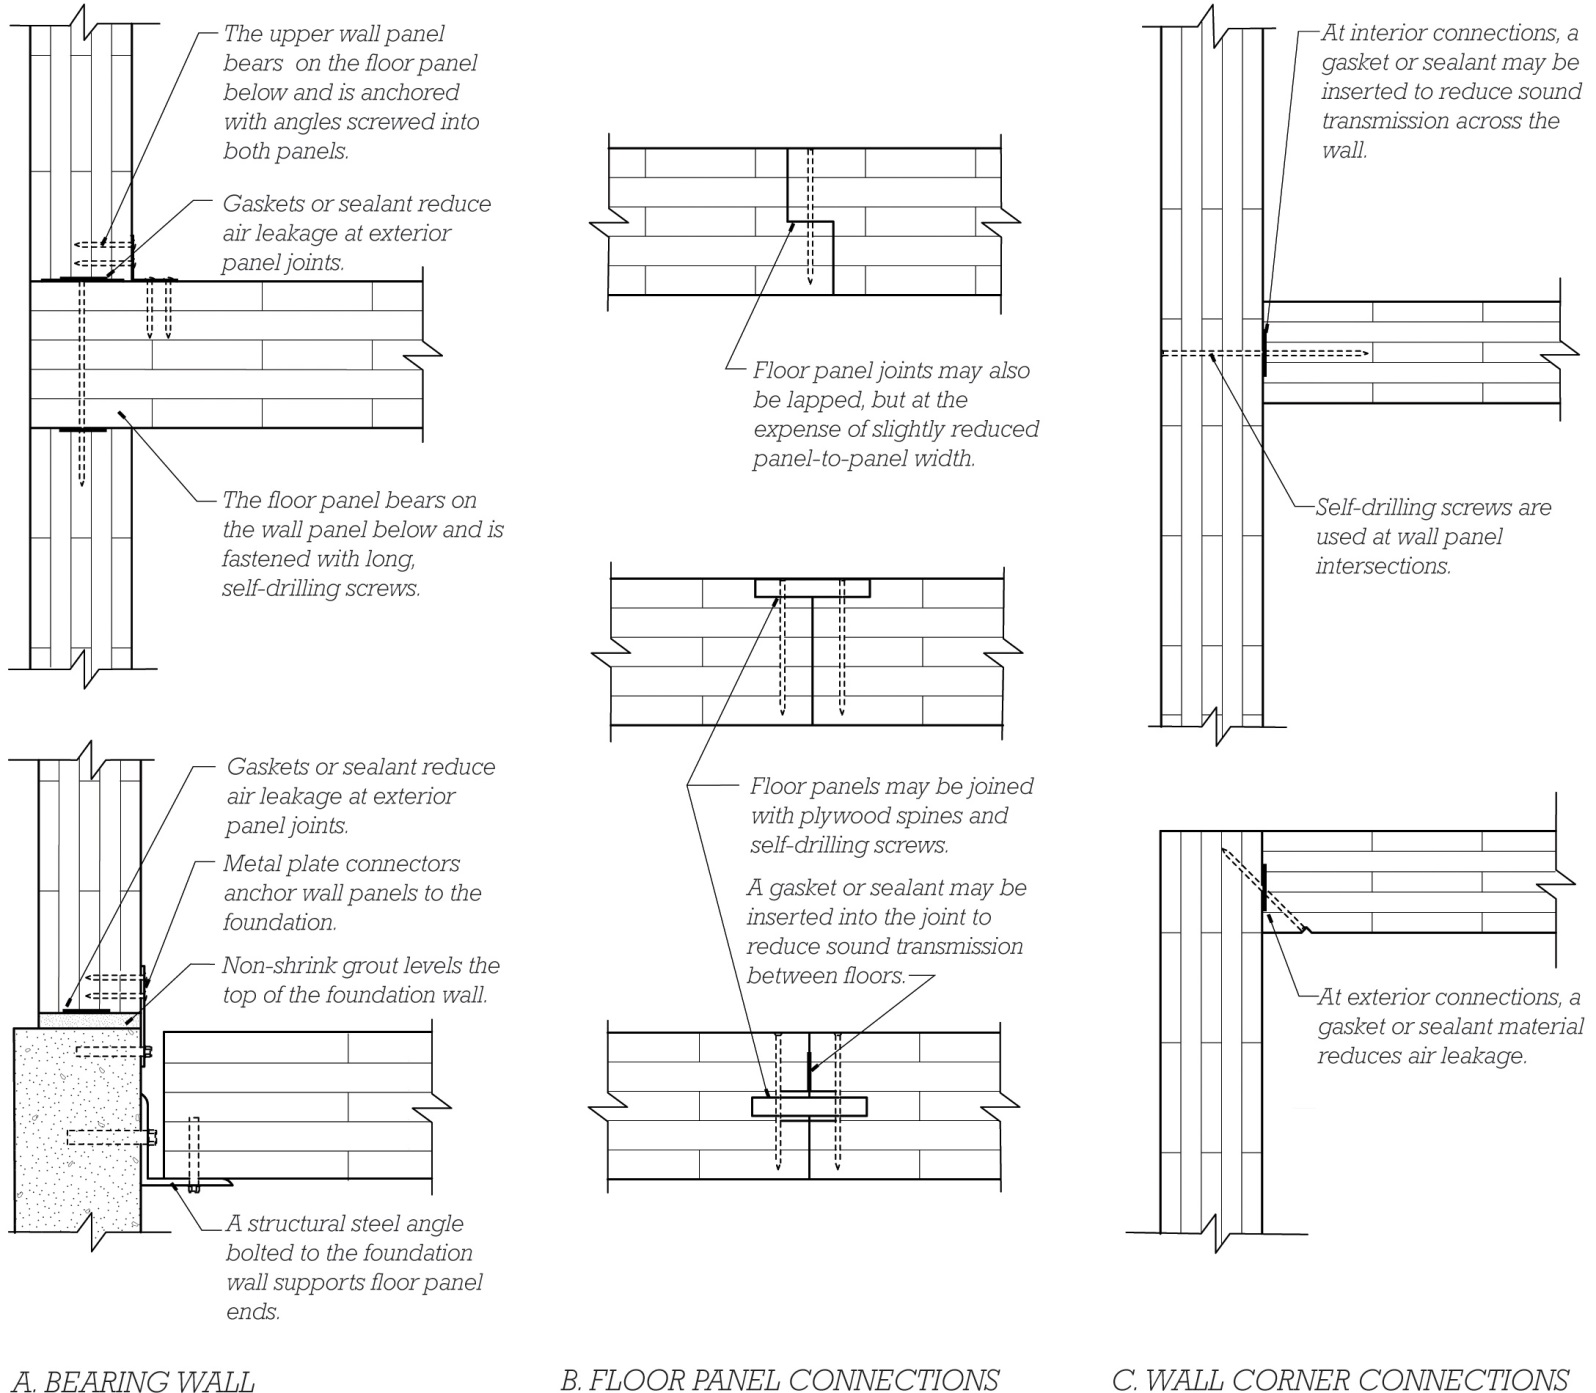 The upper wall panel
bears on the floor panel
below and is anchored
with angles screwed into
both panels.
Gaskets or sealant reduce
air leakage at exterior
panel joints.
The floor panel bears on
the wall panel below and is
fastened with long,
self-drilling screws.
Gaskets or sealant reduce
air leakage at exterior
panel joints.
Metal plate connectors
anchor wall panels to the
foundation.
Non-shrink grout levels the
top of the foundation wall.
A structural steel angle
bolted to the foundation
wall supports floor panel
ends.
A. BEARING WALL
Floor panel joints may also
be lapped, but at the
expense of slightly reduced
panel-to-panel width.
Floor panels may be joined
with plywood spines and
self-drilling screws.
A gasket or sealant may be
inserted into the joint to
reduce sound transmission
between floors.
B. FLOOR PANEL CONNECTIONS
At interior connections, a
gasket or sealant may be
inserted to reduce sound
transmission across the
wall.
Self-drilling screws are
used at wall panel
intersections.
At exterior connections, a
gasket or sealant material
reduces air leakage.
C. WALL CORNER CONNECTIONS